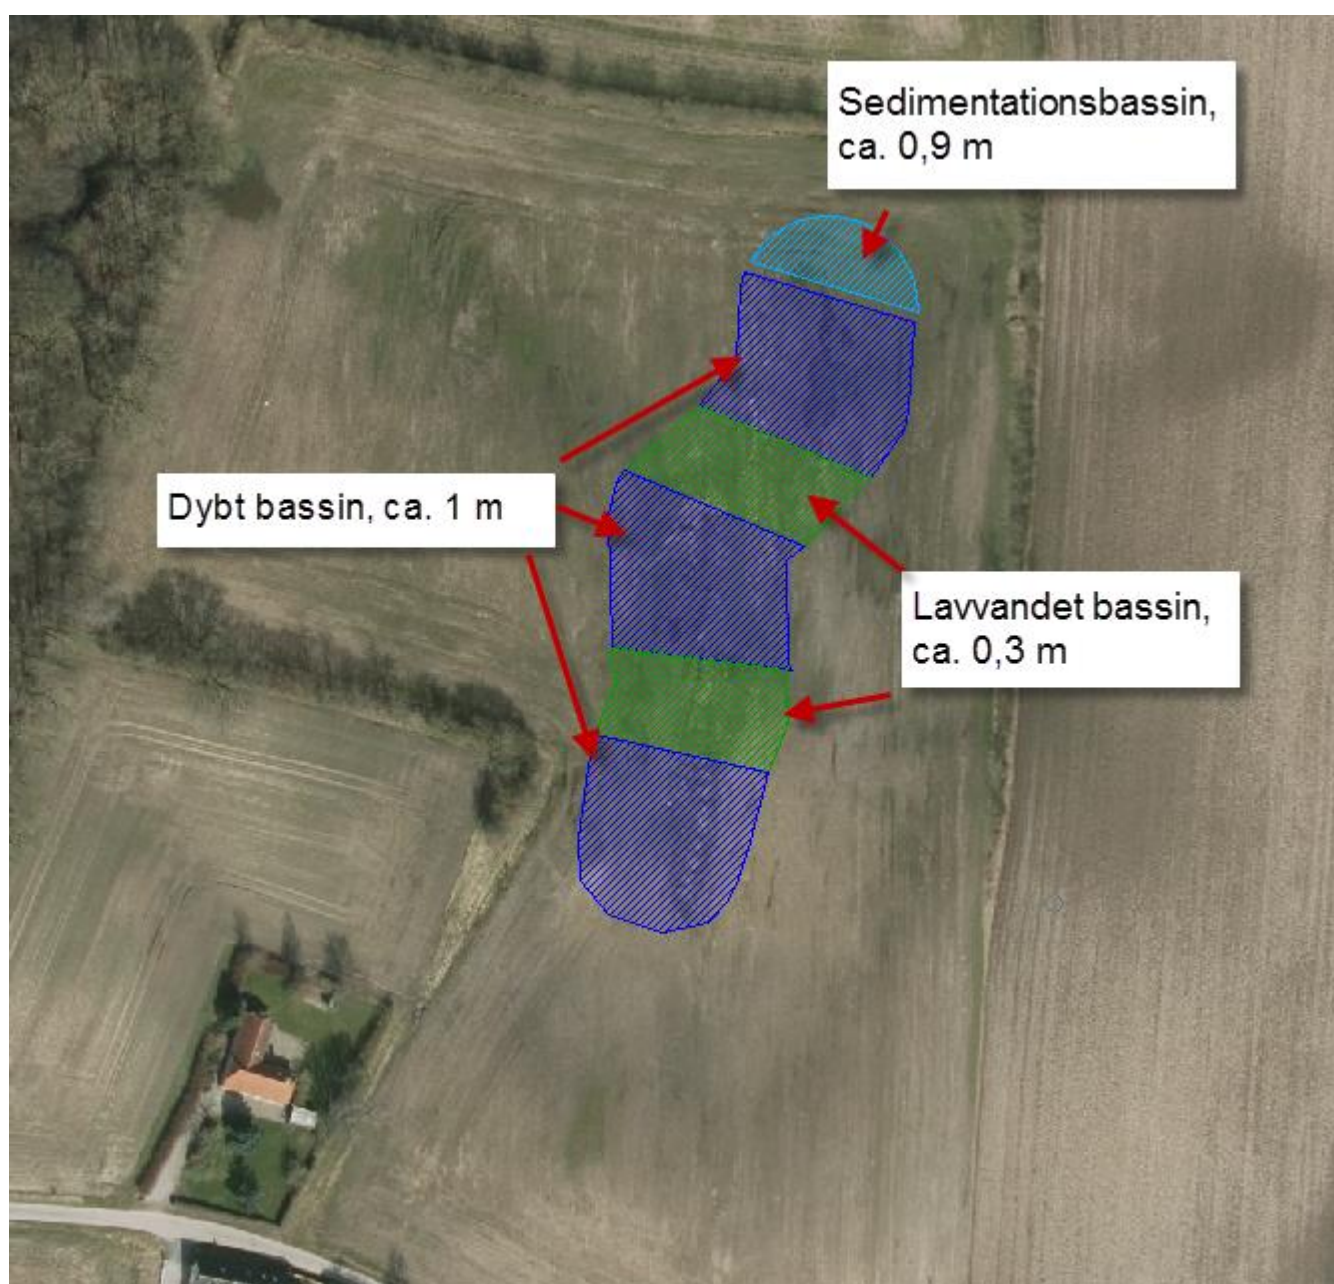 Sedimentationsbassin,
ca. 0,9 m
Dybt bassin, ca. 1 m
Lavvandet bassin,
ca. 0,3 m